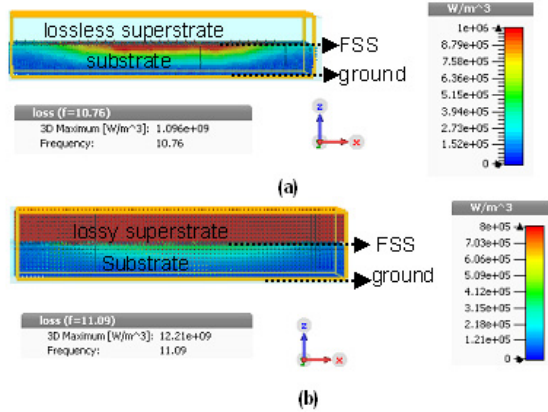 lossless superstrate
FSS
substrate
ground
W/m^3
1e+06
8.79e+05
7.58e+05
6.36e+05
5.15e+05
3.94e+05
2.73e+05
1.52e+05
0
loss (f=10.76)
3D Maximum [W/m^3]: 1.096e+09
Frequency: 10.76
z
x
(a)
lossy superstrate
FSS
Substrate
ground
W/m^3
8e+05
7.03e+05
6.06e+05
5.09e+05
4.12e+05
3.15e+05
2.18e+05
1.21e+05
0
loss (f=11.09)
3D Maximum [W/m^3]: 12.21e+09
Frequency: 11.09
z
x
(b)